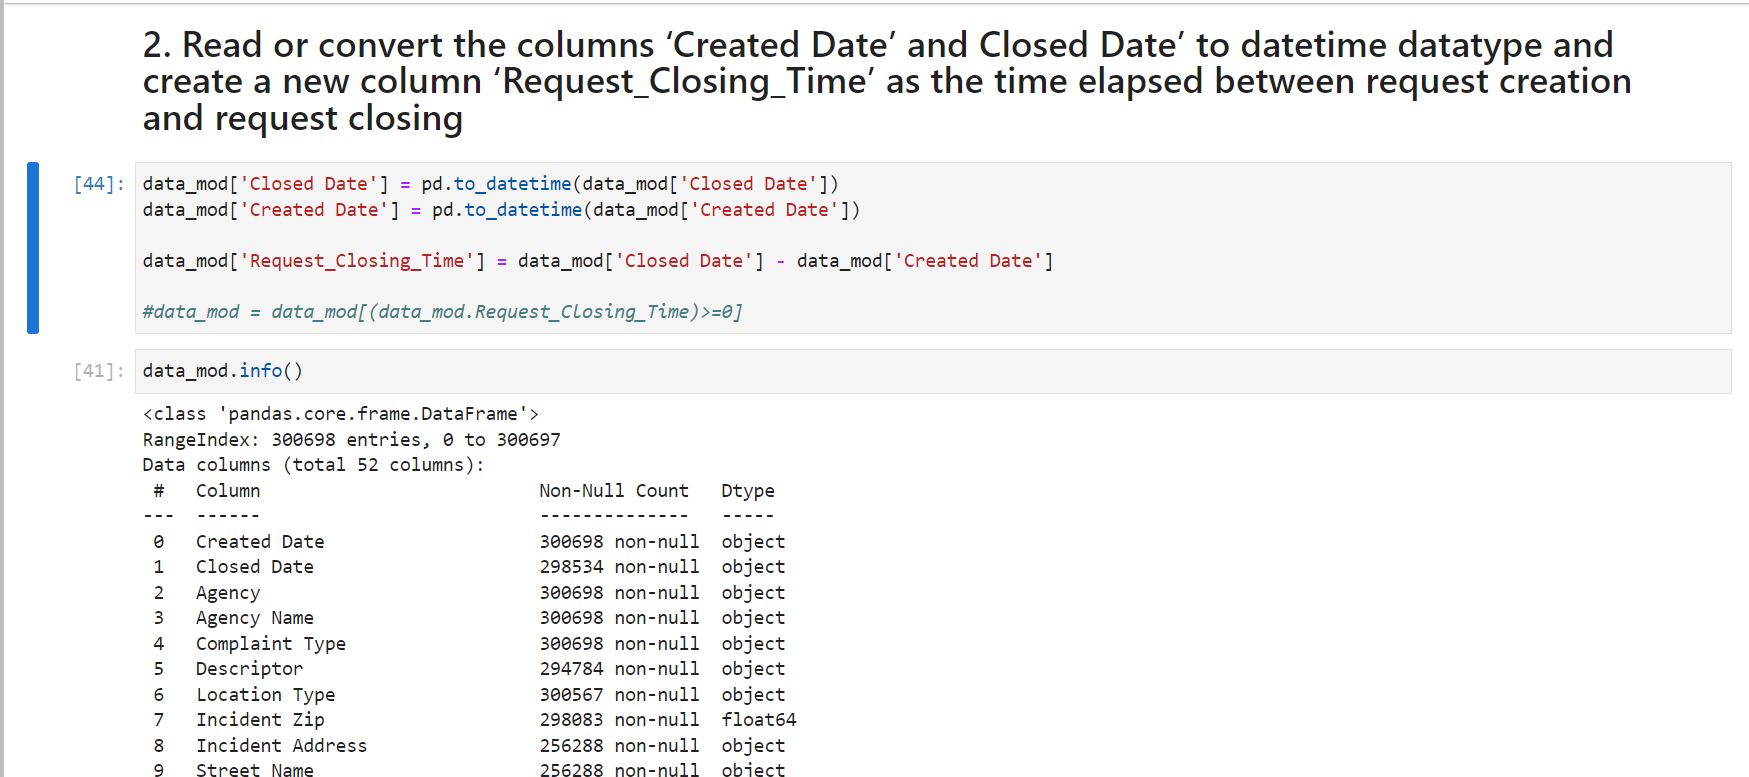 2. Read or convert the columns ‘Created Date’ and Closed Date’ to datetime datatype and
create a new column ‘Request_Closing_Time’ as the time elapsed between request creation
and request closing
[44]: data_mod['Closed Date'] = pd.to_datetime(data_mod['Closed Date'])
data_mod['Created Date'] = pd.to_datetime(data_mod['Created Date'])
data_mod['Request_Closing_Time'] = data_mod['Closed Date'] - data_mod['Created Date']
#data_mod = data_mod[(data_mod.Request_Closing_Time)>=0]
[41]: data_mod.info()
<class 'pandas.core.frame.DataFrame'>
RangeIndex: 300698 entries, 0 to 300697
Data columns (total 52 columns):
# Column Non-Null Count Dtype
--- ------ -------------- -----
0 Created Date 300698 non-null object
1 Closed Date 298534 non-null object
2 Agency 300698 non-null object
3 Agency Name 300698 non-null object
4 Complaint Type 300698 non-null object
5 Descriptor 294784 non-null object
6 Location Type 300567 non-null object
7 Incident Zip 298083 non-null float64
8 Incident Address 256288 non-null object
9 Street Name 256288 non-null object